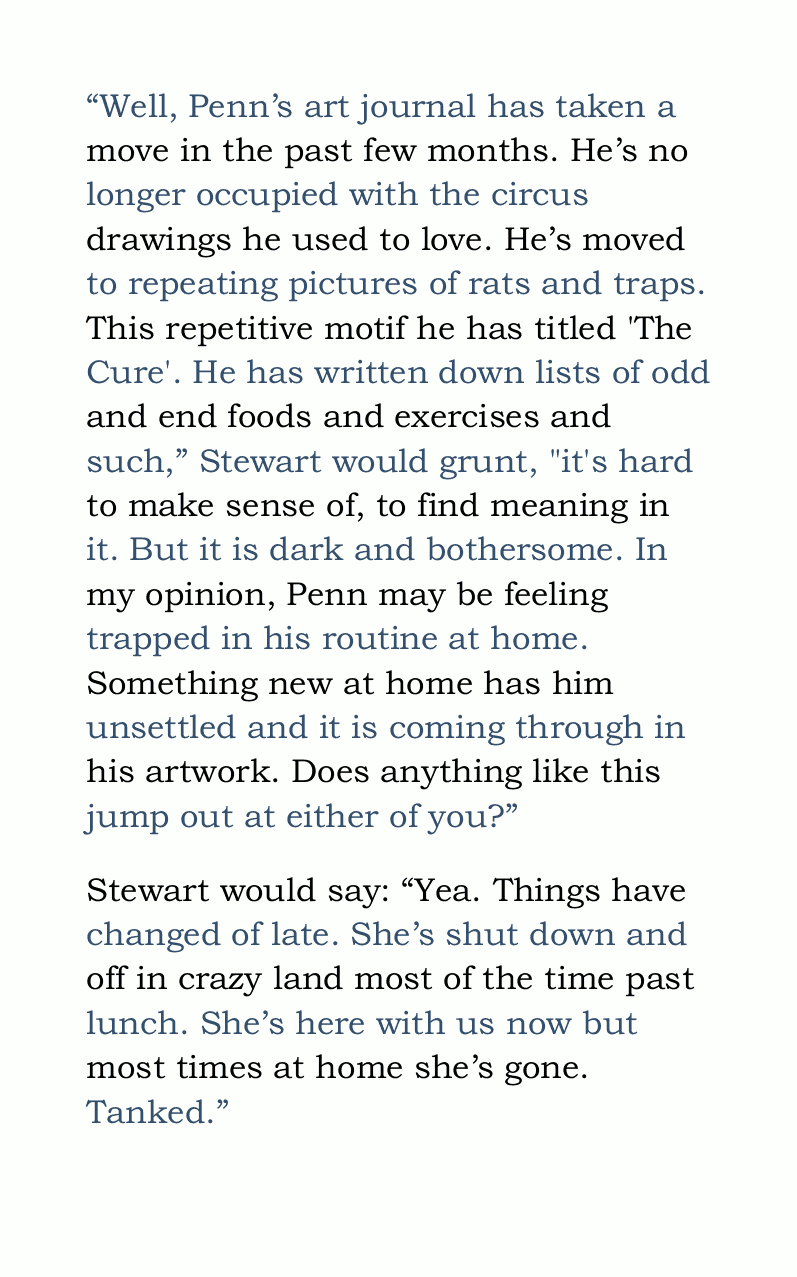 “Well, Penn’s art journal has taken a
move in the past few months. He’s no
longer occupied with the circus
drawings he used to love. He’s moved
to repeating pictures of rats and traps.
This repetitive motif he has titled 'The
Cure'. He has written down lists of odd
and end foods and exercises and
such,” Stewart would grunt, "it's hard
to make sense of, to find meaning in
it. But it is dark and bothersome. In
my opinion, Penn may be feeling
trapped in his routine at home.
Something new at home has him
unsettled and it is coming through in
his artwork. Does anything like this
jump out at either of you?”
Stewart would say: “Yea. Things have
changed of late. She’s shut down and
off in crazy land most of the time past
lunch. She’s here with us now but
most times at home she’s gone.
Tanked.”